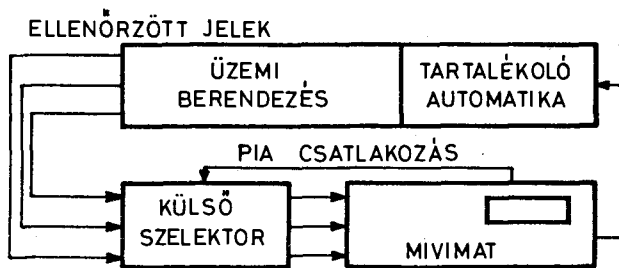 ELLENŐRZÖTT JELEK
ÜZEMI
BERENDEZÉS
TARTALÉKOLÓ
AUTOMATIKA
PIA CSATLAKOZÁS
KÜLSŐ
SZELEKTOR
MIVIMAT